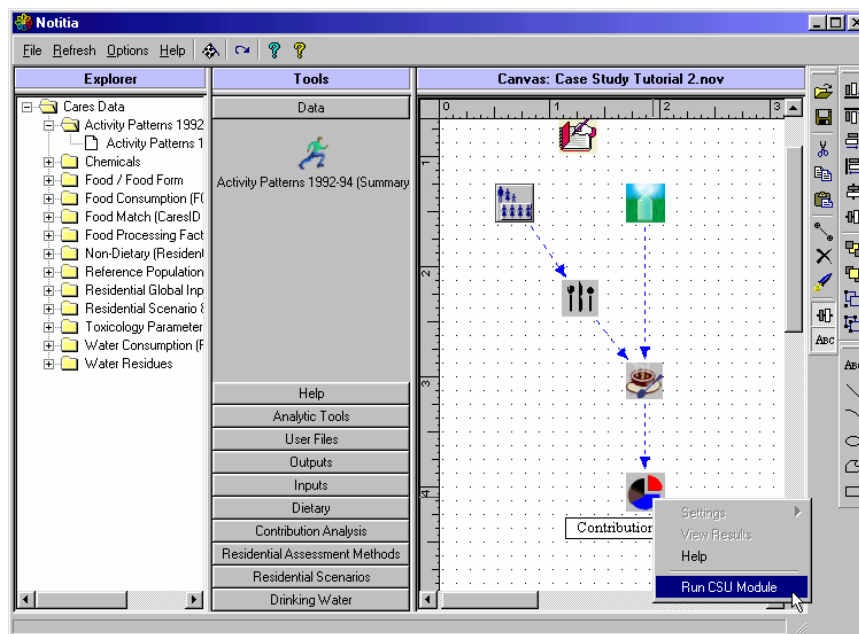 Notitia
File Refresh Options Help
Explorer
Tools
Canvas: Case Study Tutorial 2.nov
Cares Data
Activity Patterns 1992
Activity Patterns 1
Chemicals
Food / Food Form
Food Consumption (F
Food Match (CaresID
Food Processing Fact
Non-Dietary (Resident
Reference Population
Residential Global Inp
Residential Scenario
Toxicology Parameter
Water Consumption (F
Water Residues
Data
Activity Patterns 1992-94 (Summary
Help
Analytic Tools
User Files
Outputs
Inputs
Dietary
Contribution Analysis
Residential Assessment Methods
Residential Scenarios
Drinking Water
0 1 2 3
1
2
3
4
Contribution
Settings
View Results
Help
Run CSU Module
ABC
AB